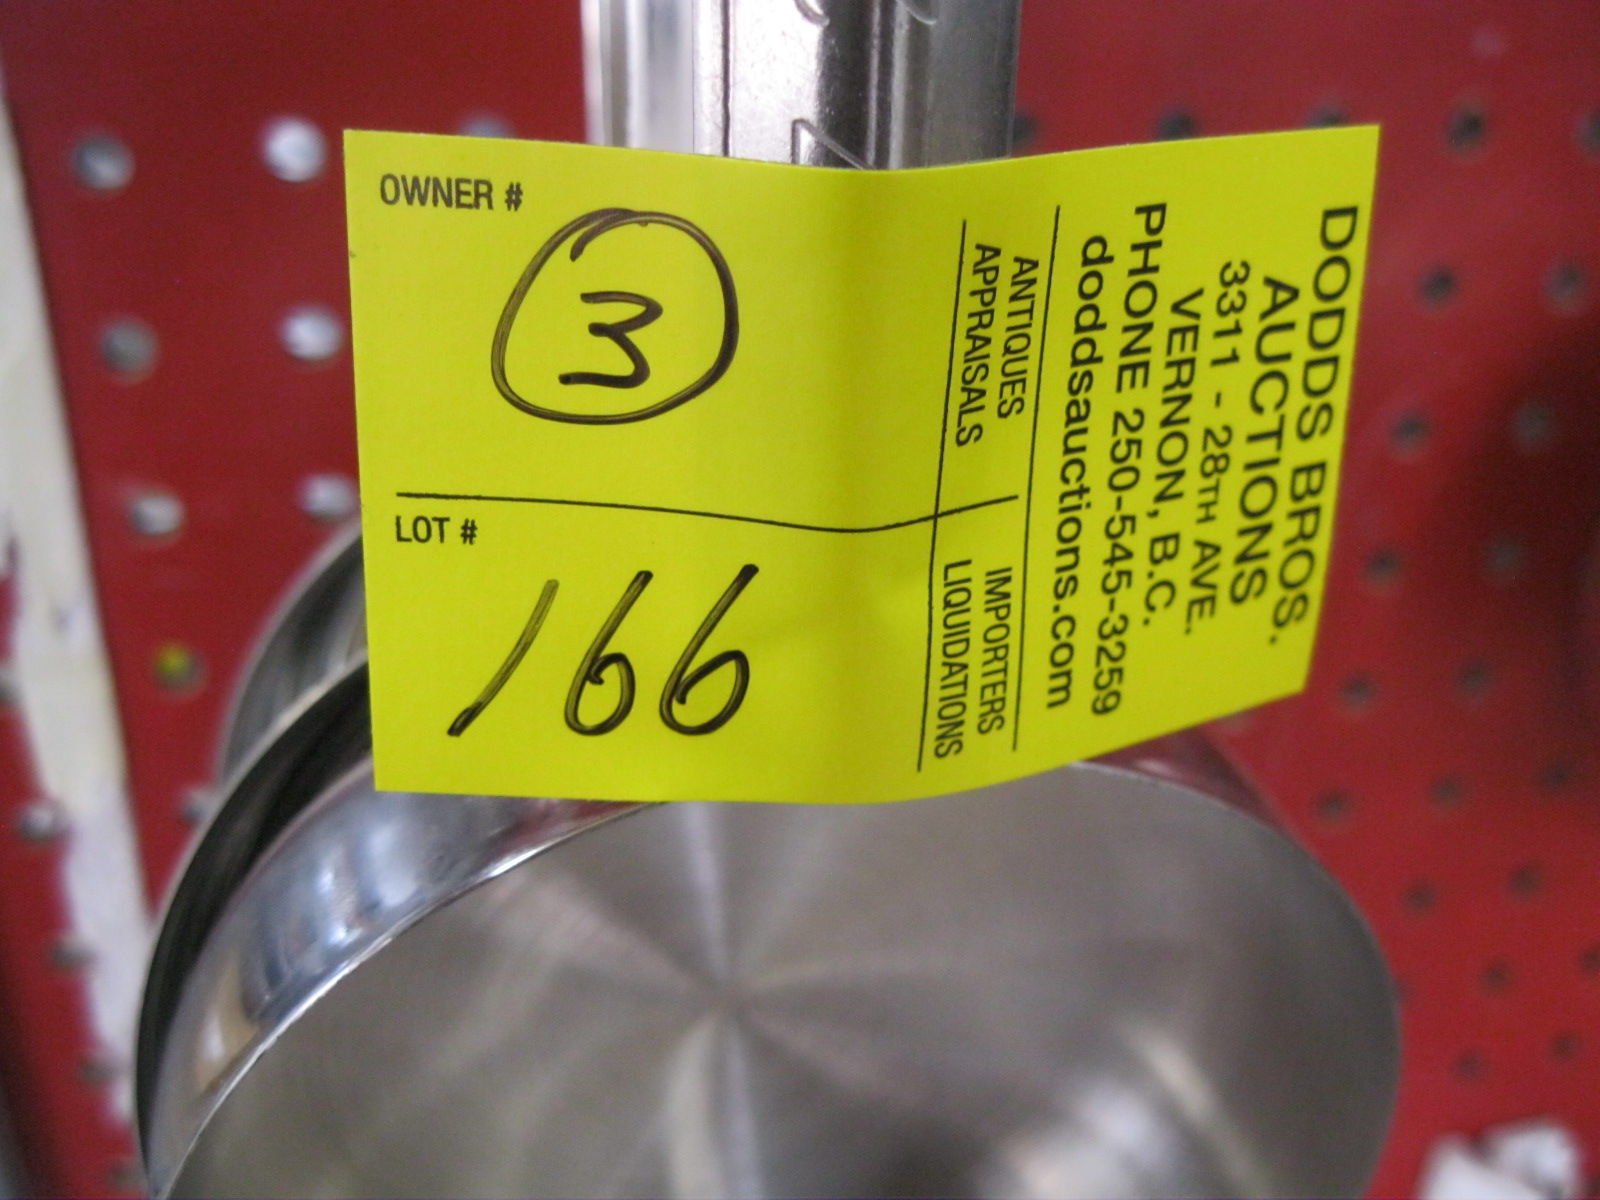 OWNER #
3
LOT #
166
DODDS BROS.
AUCTIONS
3311 - 28TH AVE.
VERNON, B.C.
PHONE 250-545-3259
doddsauctions.com
ANTIQUES
APPRAISALS
IMPORTERS
LIQUIDATIONS